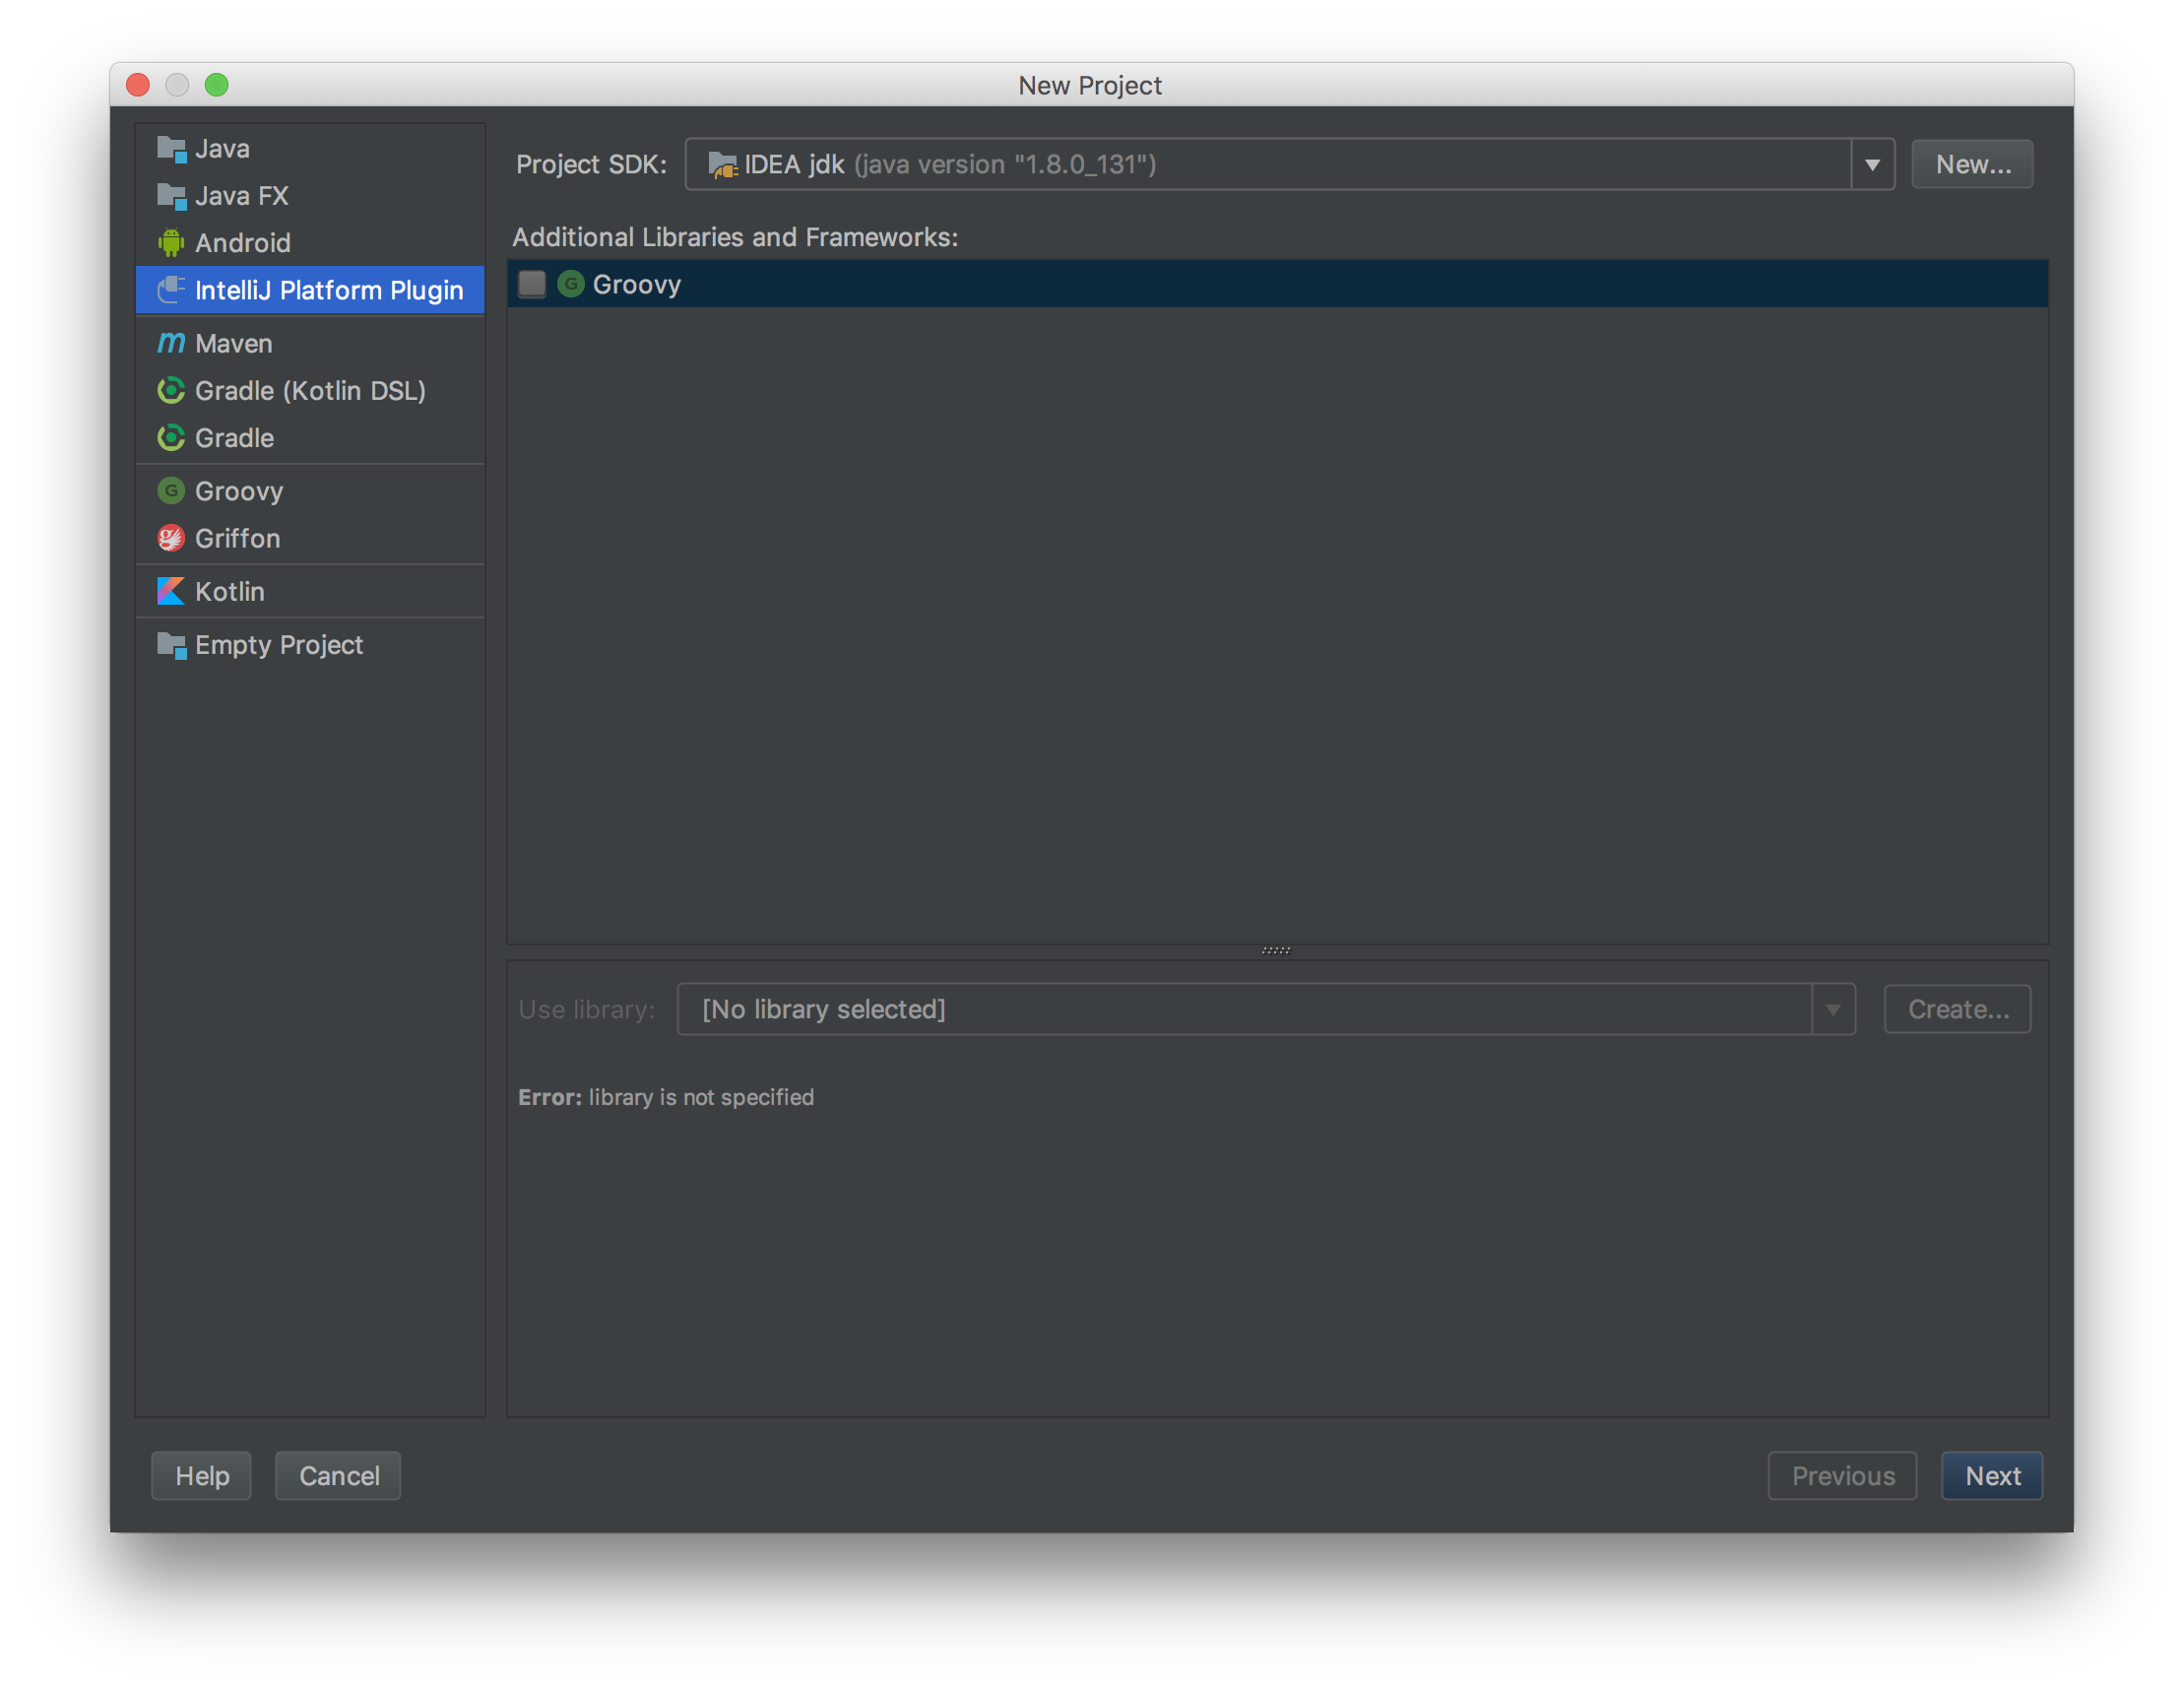 New Project
Java
Java FX
Android
IntelliJ Platform Plugin
Maven
Gradle (Kotlin DSL)
Gradle
Groovy
Griffon
Kotlin
Empty Project
Project SDK: IDEA jdk (java version "1.8.0_131") New...
Additional Libraries and Frameworks:
Groovy
Use library: [No library selected] Create...
Error: library is not specified
Help Cancel Previous Next